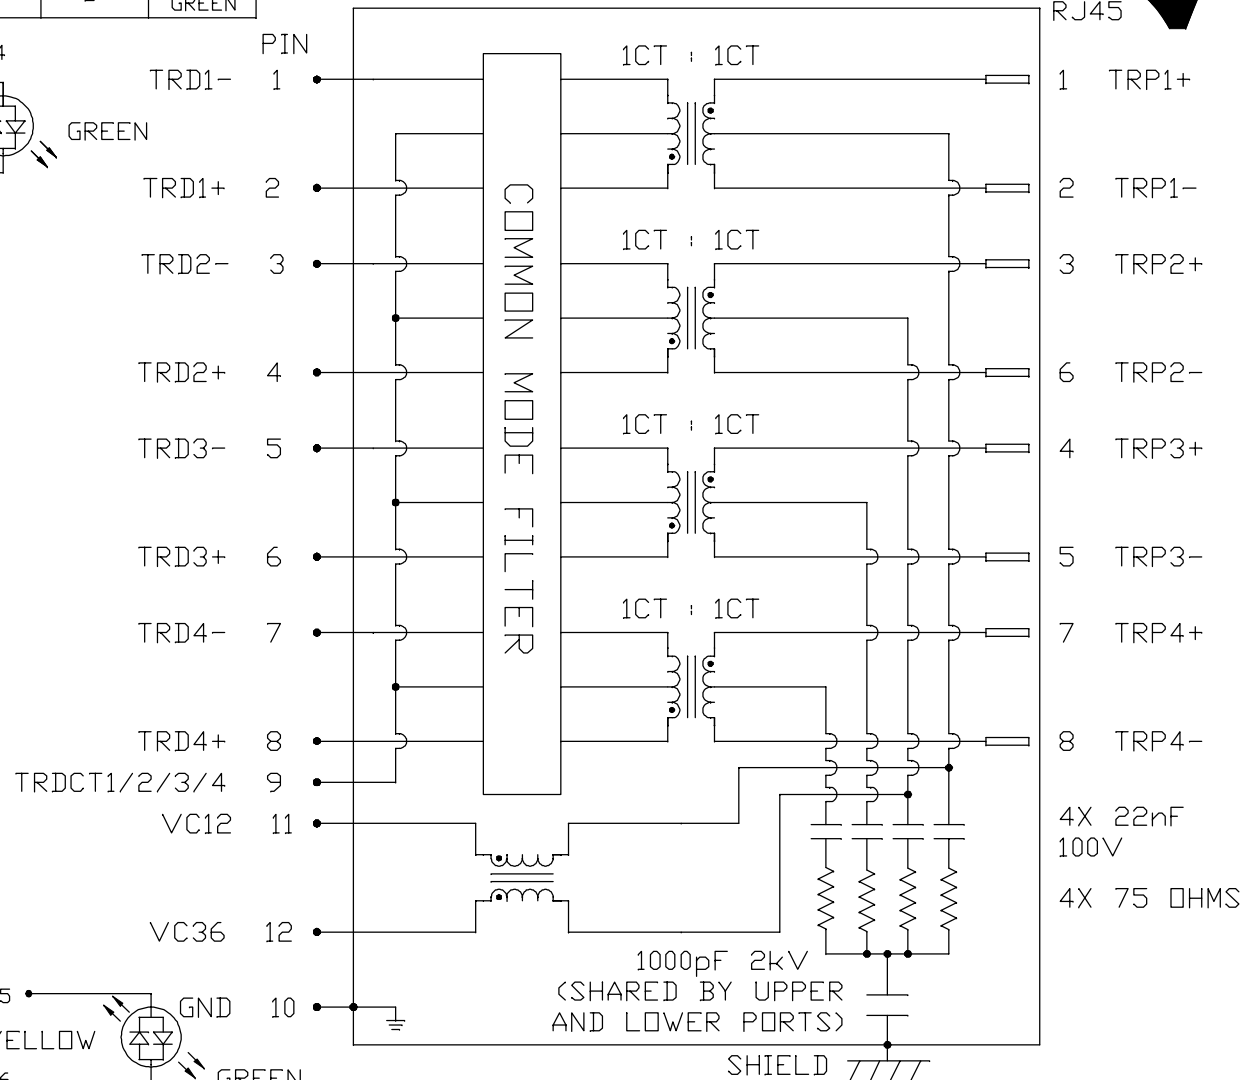 GREEN
RJ45
4
PIN
1CT : 1CT
TRD1- 1
1 TRP1+
GREEN
TRD1+ 2
2 TRP1-
1CT : 1CT
TRD2- 3
3 TRP2+
COMMON MODE FILTER
TRD2+ 4
6 TRP2-
1CT : 1CT
TRD3- 5
4 TRP3+
TRD3+ 6
5 TRP3-
1CT : 1CT
TRD4- 7
7 TRP4+
TRD4+ 8
8 TRP4-
TRDCT1/2/3/4 9
VC12 11
4X 22nF
100V
4X 75 OHMS
VC36 12
1000pF 2kV
(SHARED BY UPPER
AND LOWER PORTS)
5
GND 10
YELLOW
SHIELD
GREEN